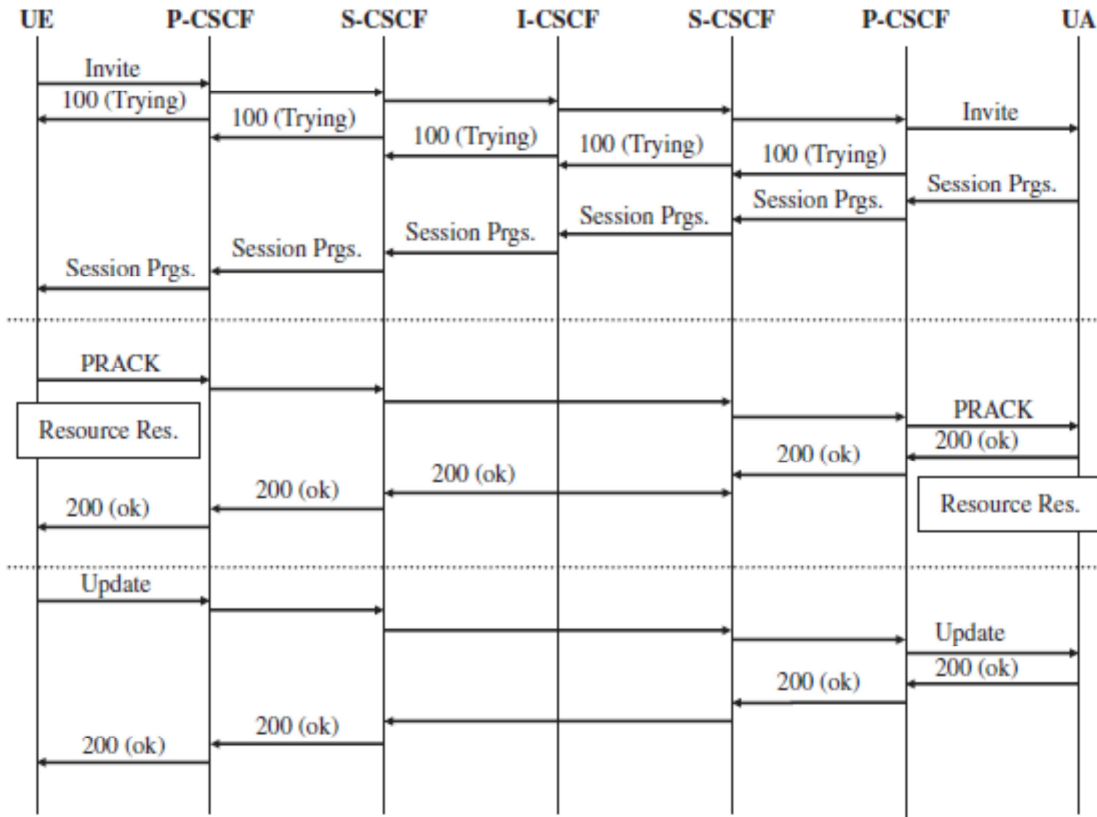 UE P-CSCF S-CSCF I-CSCF S-CSCF P-CSCF UA
Invite
100 (Trying)
100 (Trying)
Invite
100 (Trying)
100 (Trying)
100 (Trying)
Session Prgs.
Session Prgs.
Session Prgs.
Session Prgs.
Session Prgs.
Session Prgs.
PRACK
PRACK
Resource Res.
200 (ok)
200 (ok)
200 (ok)
200 (ok)
Resource Res.
200 (ok)
Update
Update
200 (ok)
200 (ok)
200 (ok)
200 (ok)